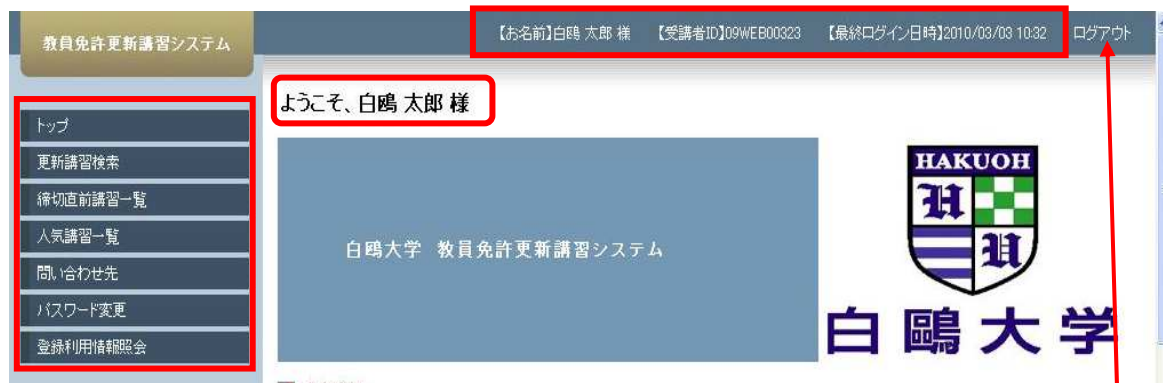 教員免許更新講習システム
【お名前】白鴎 太郎 様 【受講者ID】09WEB00323 【最終ログイン日時】2010/03/03 10:32 ログアウト
ようこそ、白鴎 太郎 様
トップ
更新講習検索
締切直前講習一覧
人気講習一覧
問い合わせ先
パスワード変更
登録利用情報照会
白鴎大学 教員免許更新講習システム
HAKUOH
H
H
白鷗大学